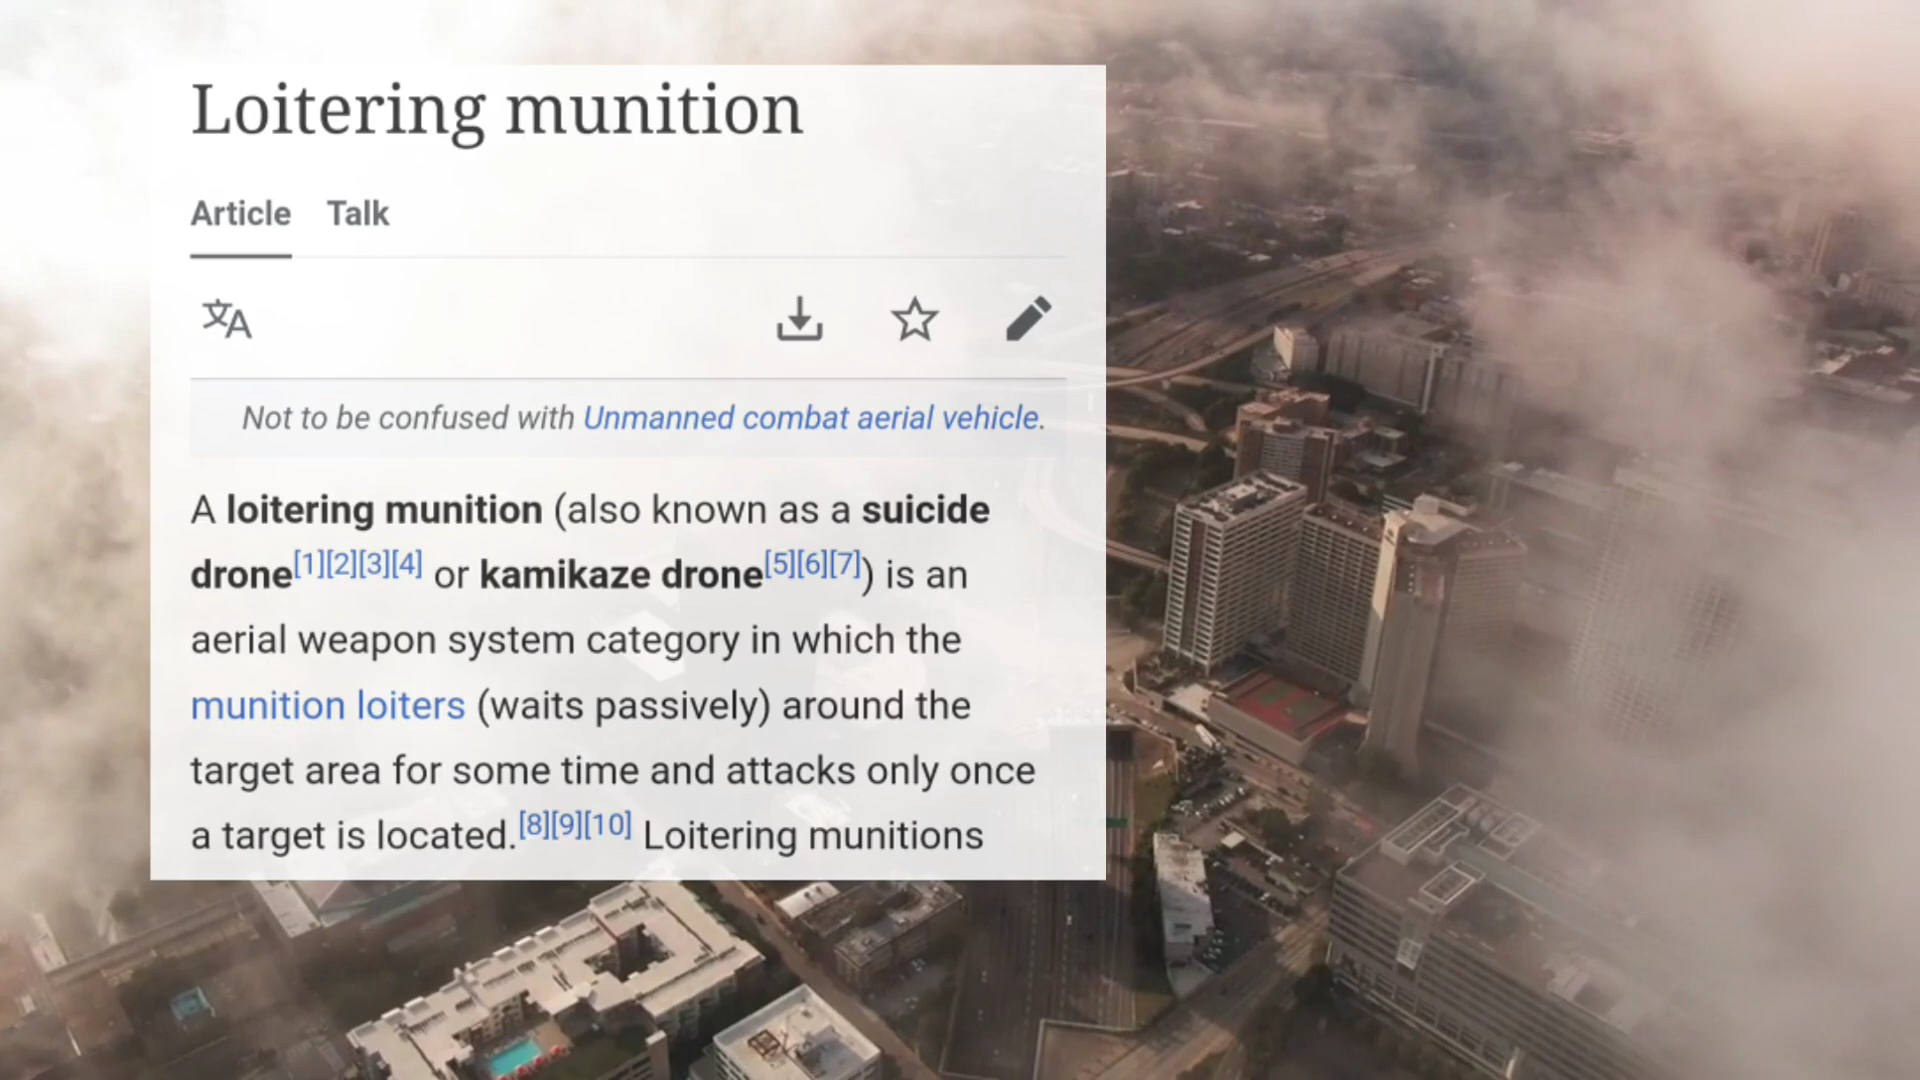 Loitering munition
Article Talk
Not to be confused with Unmanned combat aerial vehicle.
A loitering munition (also known as a suicide
drone[1][2][3][4] or kamikaze drone[5][6][7]) is an
aerial weapon system category in which the
munition loiters (waits passively) around the
target area for some time and attacks only once
a target is located.[8][9][10] Loitering munitions